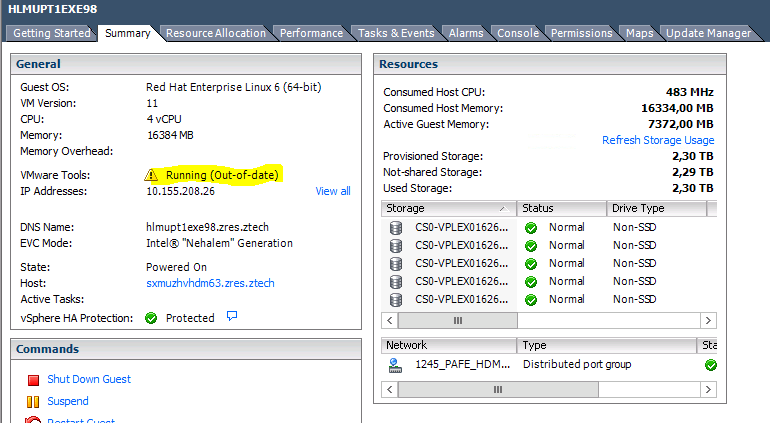 HLMUPT1EXE98
Getting Started Summary Resource Allocation Performance Tasks & Events Alarms Console Permissions Maps Update Manager
General
Guest OS: Red Hat Enterprise Linux 6 (64-bit)
VM Version: 11
CPU: 4 vCPU
Memory: 16384 MB
Memory Overhead:
VMware Tools: Running (Out-of-date)
IP Addresses: 10.155.208.26 View all
DNS Name: hlmupt1exe98.zres.ztech
EVC Mode: Intel® "Nehalem" Generation
State: Powered On
Host: sxmuzhvhdm63.zres.ztech
Active Tasks:
vSphere HA Protection: Protected
Commands
Shut Down Guest
Suspend
Restart Guest
Resources
Consumed Host CPU: 483 MHz
Consumed Host Memory: 16334,00 MB
Active Guest Memory: 7372,00 MB
Refresh Storage Usage
Provisioned Storage: 2,30 TB
Not-shared Storage: 2,29 TB
Used Storage: 2,30 TB
Storage Status Drive Type
CS0-VPLEX01626... Normal Non-SSD
CS0-VPLEX01626... Normal Non-SSD
CS0-VPLEX01626... Normal Non-SSD
CS0-VPLEX01626... Normal Non-SSD
CS0-VPLEX01626... Normal Non-SSD
Network Type Sta
1245_PAFE_HDM... Distributed port group